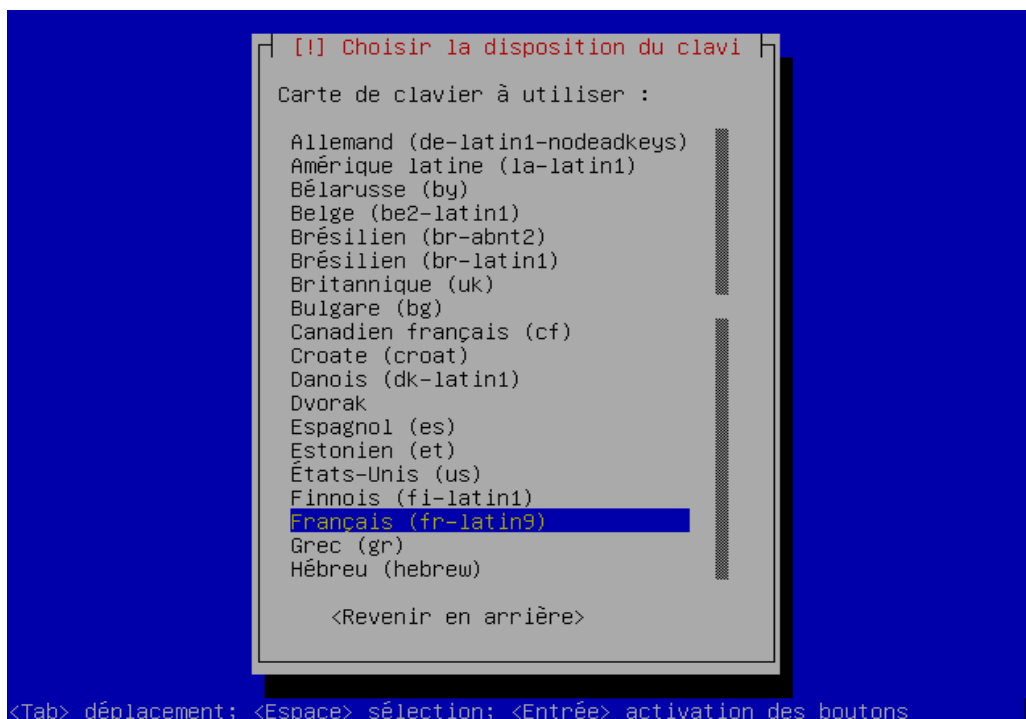 [!] Choisir la disposition du clavi
Carte de clavier à utiliser :
Allemand (de-latin1-nodeadkeys)
Amérique latine (la-latin1)
Bélarusse (by)
Belge (be2-latin1)
Brésilien (br-abnt2)
Brésilien (br-latin1)
Britannique (uk)
Bulgare (bg)
Canadien français (cf)
Croate (croat)
Danois (dk-latin1)
Dvorak
Espagnol (es)
Estonien (et)
États-Unis (us)
Finnois (fi-latin1)
Français (fr-latin9)
Grec (gr)
Hébreu (hebrew)
<Revenir en arrière>
<Tab> déplacement; <Espace> sélection; <Entrée> activation des boutons